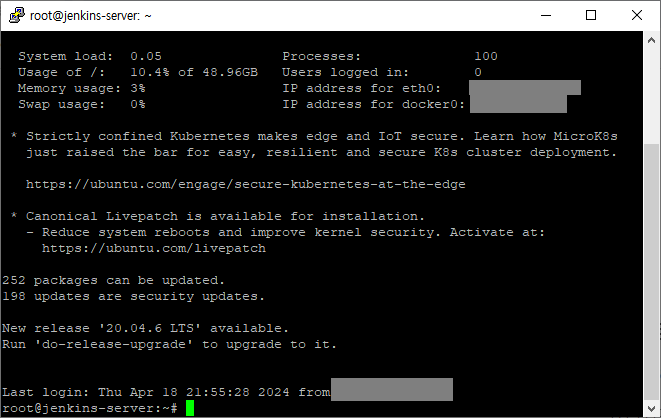 root@jenkins-server: ~
System load:  0.05              Processes:              100
Usage of /:   10.4% of 48.96GB   Users logged in:        0
Memory usage: 3%                IP address for eth0:
Swap usage:   0%                IP address for docker0:
* Strictly confined Kubernetes makes edge and IoT secure. Learn how MicroK8s
just raised the bar for easy, resilient and secure K8s cluster deployment.
https://ubuntu.com/engage/secure-kubernetes-at-the-edge
* Canonical Livepatch is available for installation.
- Reduce system reboots and improve kernel security. Activate at:
https://ubuntu.com/livepatch
252 packages can be updated.
198 updates are security updates.
New release '20.04.6 LTS' available.
Run 'do-release-upgrade' to upgrade to it.
Last login: Thu Apr 18 21:55:28 2024 from
root@jenkins-server:~#